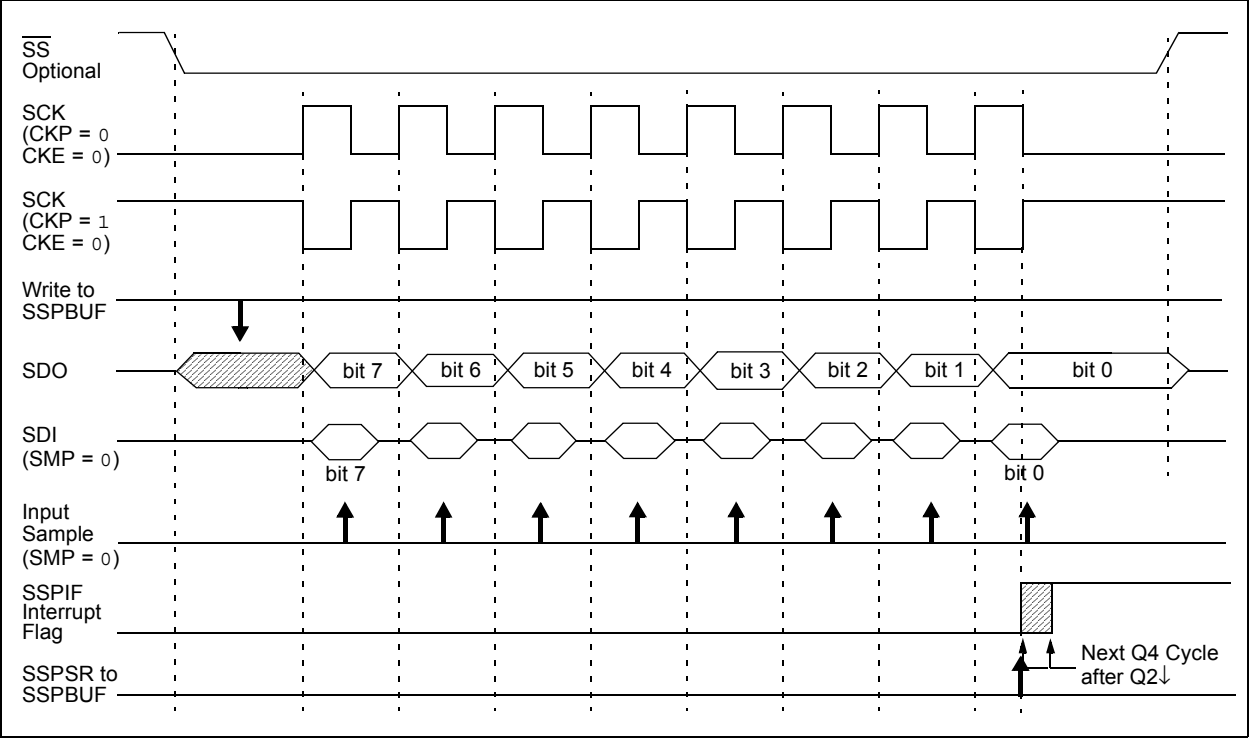 SS
Optional
SCK
(CKP = 0
CKE = 0)
SCK
(CKP = 1
CKE = 0)
Write to
SSPBUF
SDO
bit 7
bit 6
bit 5
bit 4
bit 3
bit 2
bit 1
bit 0
SDI
(SMP = 0)
bit 7
bit 0
Input
Sample
(SMP = 0)
SSPIF
Interrupt
Flag
Next Q4 Cycle
after Q2↓
SSPSR to
SSPBUF